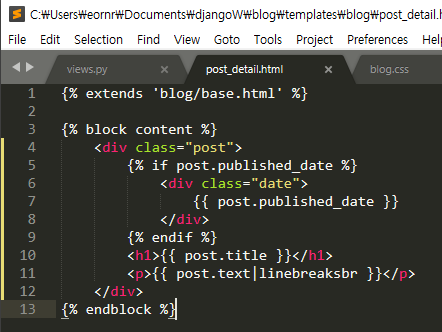 C:₩Users₩eornr₩Documents₩djangoW₩blog₩templates₩blog₩post_detail.h
File Edit Selection Find View Goto Tools Project Preferences Hel
views.py × post_detail.html × blog.css
1 {% extends 'blog/base.html' %}
2
3 {% block content %}
4 <div class="post">
5 {% if post.published_date %}
6 <div class="date">
7 {{ post.published_date }}
8 </div>
9 {% endif %}
10 <h1>{{ post.title }}</h1>
11 <p>{{ post.text|linebreaksbr }}</p>
12 </div>
13 {% endblock %}